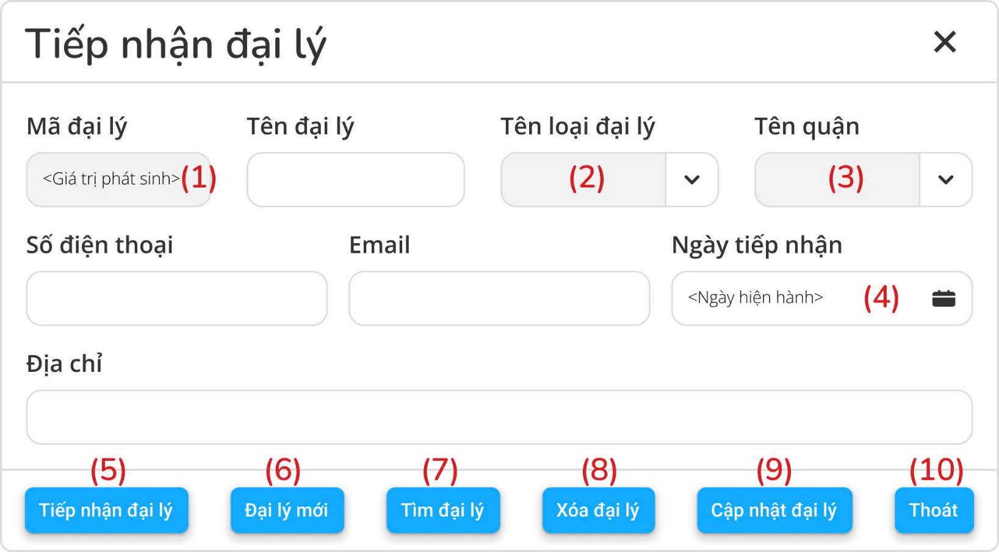 Tiếp nhận đại lý
Mã đại lý Tên đại lý Tên loại đại lý Tên quận
<Giá trị phát sinh> (1) (2) (3)
Số điện thoại Email Ngày tiếp nhận
<Ngày hiện hành> (4)
Địa chỉ
(5) (6) (7) (8) (9) (10)
Tiếp nhận đại lý Đại lý mới Tìm đại lý Xóa đại lý Cập nhật đại lý Thoát